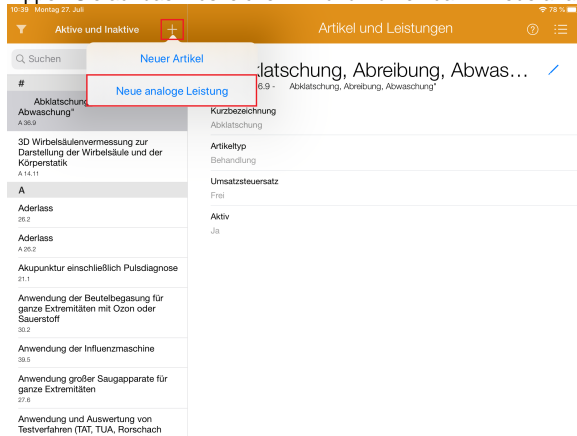 10:39 Montag 27. Juli
78 %
Aktive und Inaktive
Artikel und Leistungen
Suchen
Neuer Artikel
Neue analoge Leistung
#
Abklatschung
Abwaschung"
A 36.9
3D Wirbelsäulenvermessung zur
Darstellung der Wirbelsäule und der
Körperstatik
A 14.11
A
Aderlass
26.2
Aderlass
A 26.2
Akupunktur einschließlich Pulsdiagnose
21.1
Anwendung der Beutelbegasung für
ganze Extremitäten mit Ozon oder
Sauerstoff
30.2
Anwendung der Influenzmaschine
39.5
Anwendung großer Saugapparate für
ganze Extremitäten
27.6
Anwendung und Auswertung von
Testverfahren (TAT, TUA, Rorschach
klatschung, Abreibung, Abwas...
6.9 - Abklatschung, Abreibung, Abwaschung"
Kurzbezeichnung
Abklatschung
Artikeltyp
Behandlung
Umsatzsteuersatz
Frei
Aktiv
Ja